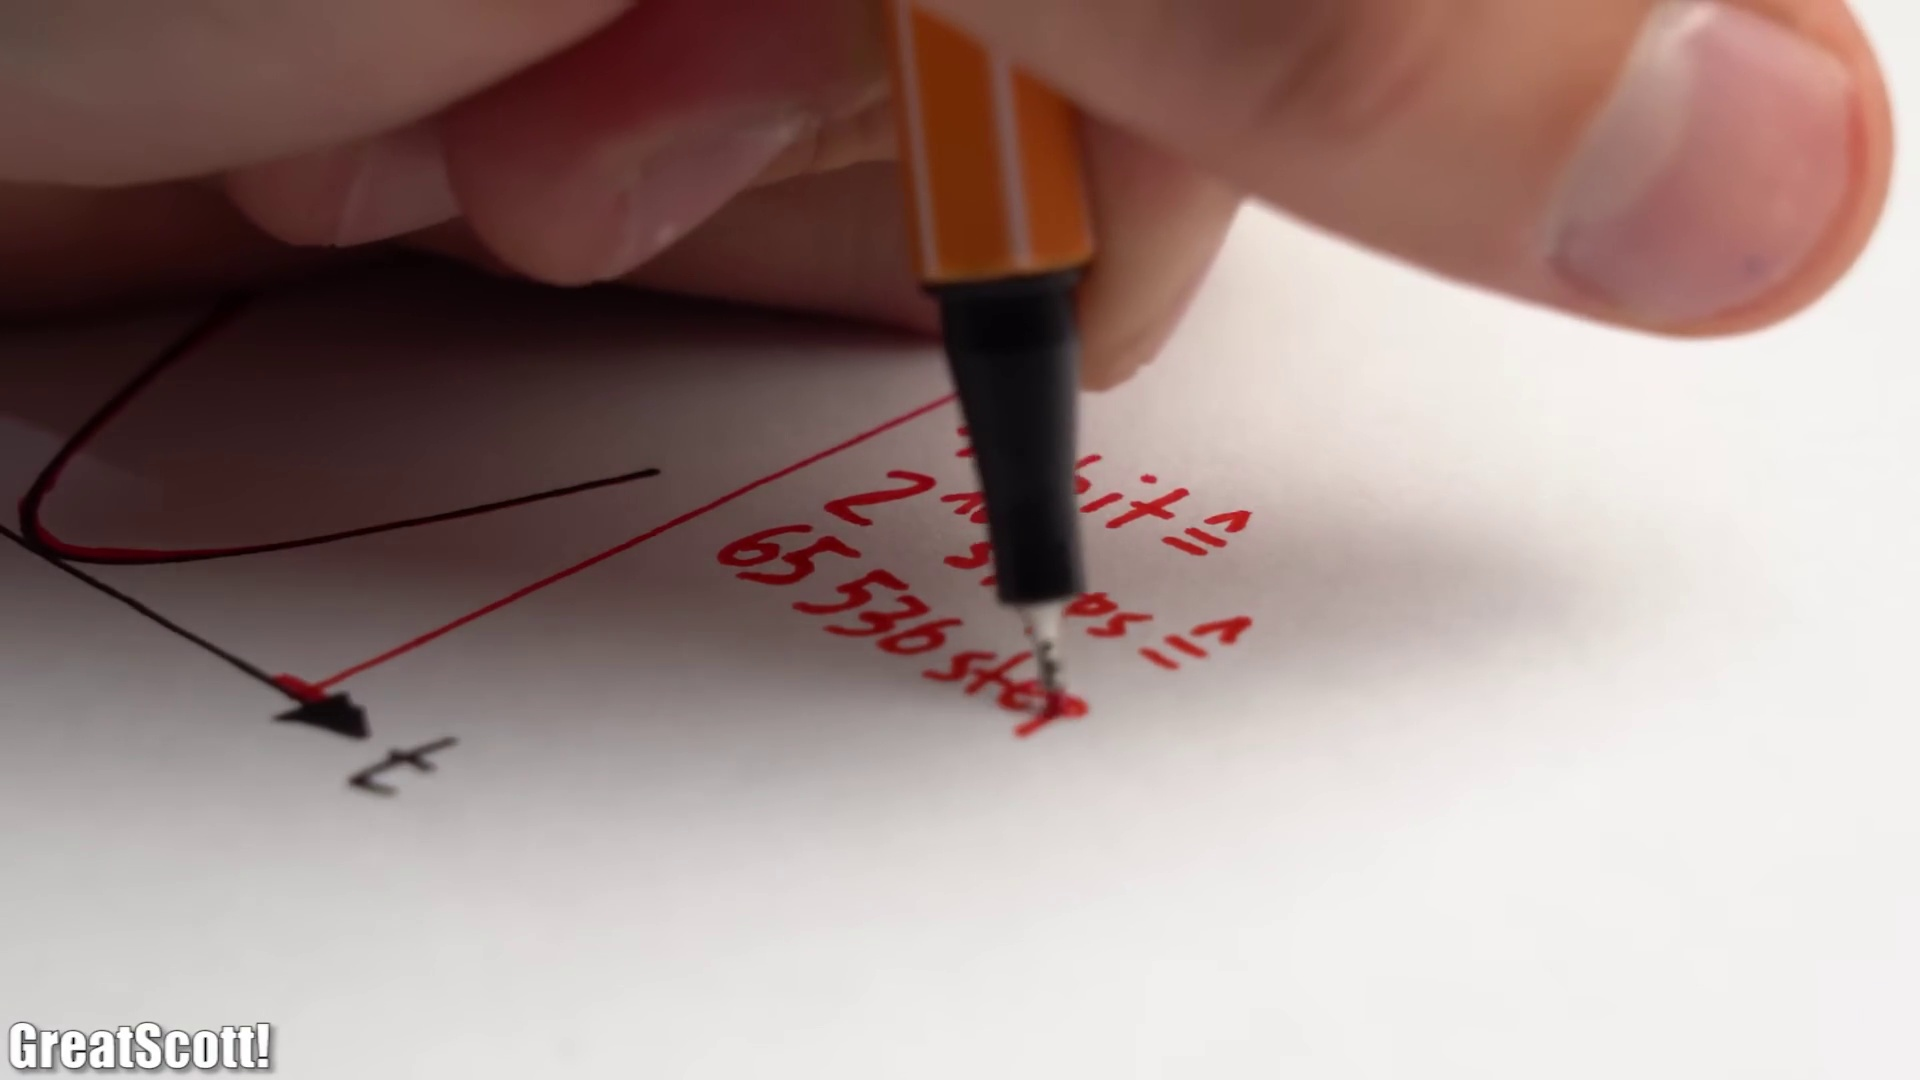 bit ≙
2
≙
65536 step
t
GreatScott!